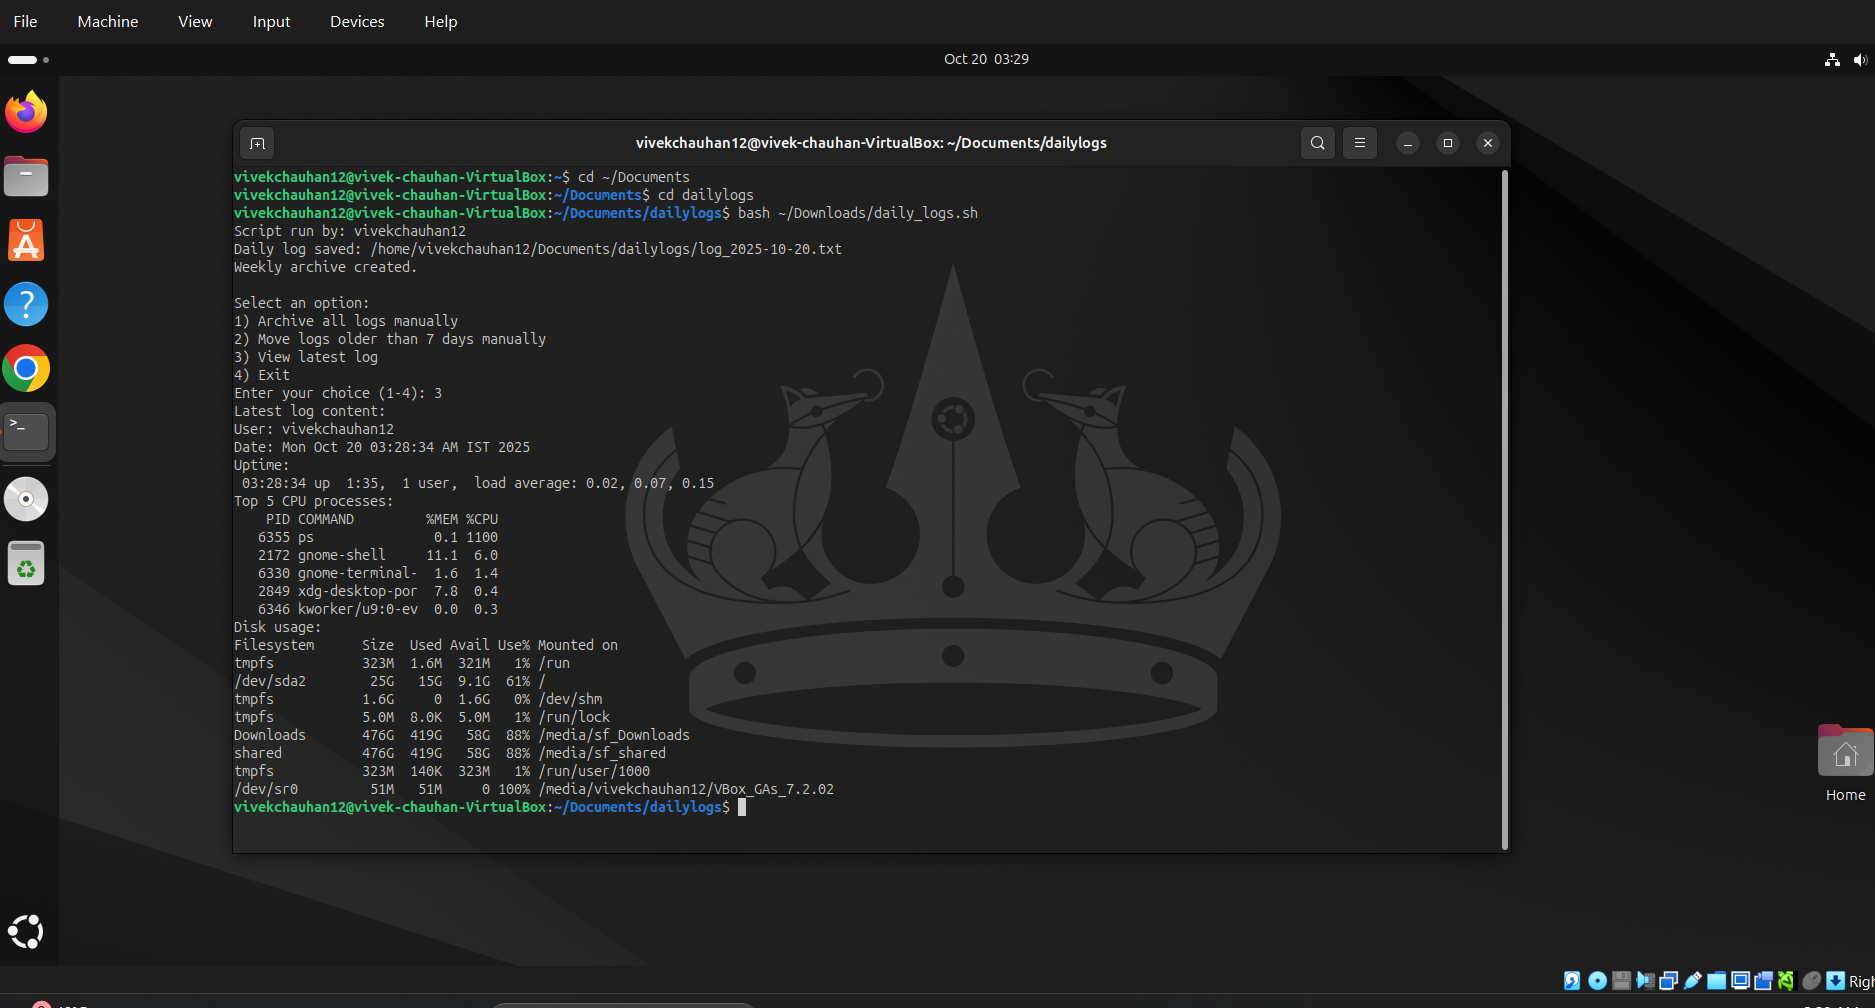 File Machine View Input Devices Help
Oct 20 03:29
vivekchauhan12@vivek-chauhan-VirtualBox: ~/Documents/dailylogs
vivekchauhan12@vivek-chauhan-VirtualBox:~$ cd ~/Documents
vivekchauhan12@vivek-chauhan-VirtualBox:~/Documents$ cd dailylogs
vivekchauhan12@vivek-chauhan-VirtualBox:~/Documents/dailylogs$ bash ~/Downloads/daily_logs.sh
Script run by: vivekchauhan12
Daily log saved: /home/vivekchauhan12/Documents/dailylogs/log_2025-10-20.txt
Weekly archive created.
Select an option:
1) Archive all logs manually
2) Move logs older than 7 days manually
3) View latest log
4) Exit
Enter your choice (1-4): 3
Latest log content:
User: vivekchauhan12
Date: Mon Oct 20 03:28:34 AM IST 2025
Uptime:
03:28:34 up 1:35, 1 user, load average: 0.02, 0.07, 0.15
Top 5 CPU processes:
PID COMMAND %MEM %CPU
6355 ps 0.1 1100
2172 gnome-shell 11.1 6.0
6330 gnome-terminal- 1.6 1.4
2849 xdg-desktop-por 7.8 0.4
6346 kworker/u9:0-ev 0.0 0.3
Disk usage:
Filesystem Size Used Avail Use% Mounted on
tmpfs 323M 1.6M 321M 1% /run
/dev/sda2 25G 15G 9.1G 61% /
tmpfs 1.6G 0 1.6G 0% /dev/shm
tmpfs 5.0M 8.0K 5.0M 1% /run/lock
Downloads 476G 419G 58G 88% /media/sf_Downloads
shared 476G 419G 58G 88% /media/sf_shared
tmpfs 323M 140K 323M 1% /run/user/1000
/dev/sr0 51M 51M 0 100% /media/vivekchauhan12/VBox_GAs_7.2.02
vivekchauhan12@vivek-chauhan-VirtualBox:~/Documents/dailylogs$
Home